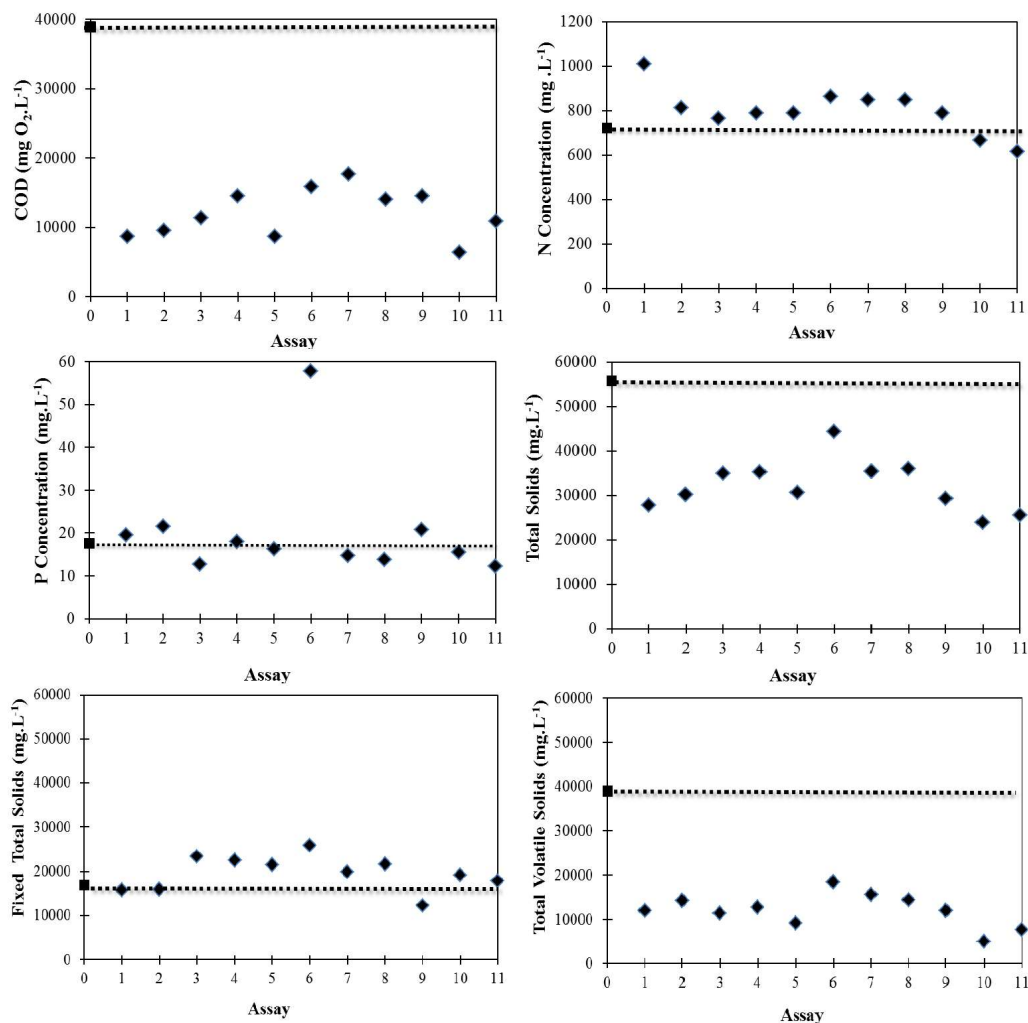 COD (mg O₂.L⁻¹)
40000
30000
20000
10000
0
0 1 2 3 4 5 6 7 8 9 10 11
Assay
N Concentration (mg .L⁻¹)
1200
1000
800
600
400
200
0
0 1 2 3 4 5 6 7 8 9 10 11
Assay
P Concentration (mg.L⁻¹)
60
50
40
30
20
10
0
0 1 2 3 4 5 6 7 8 9 10 11
Assay
Total Solids (mg.L⁻¹)
60000
50000
40000
30000
20000
10000
0
0 1 2 3 4 5 6 7 8 9 10 11
Assay
Fixed Total Solids (mg.L⁻¹)
60000
50000
40000
30000
20000
10000
0
0 1 2 3 4 5 6 7 8 9 10 11
Assay
Total Volatile Solids (mg.L⁻¹)
60000
50000
40000
30000
20000
10000
0
0 1 2 3 4 5 6 7 8 9 10 11
Assay